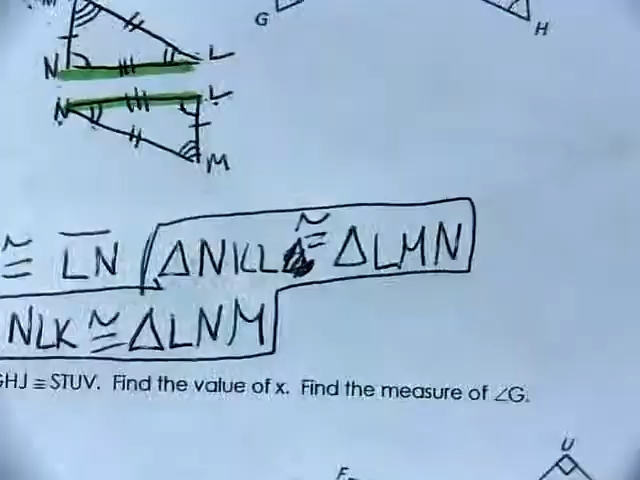 M
G
H
N L
N L
M
≅ LN ΔNKL ≅ ΔLMN
NLK ≅ ΔLNM
GHJ ≅ STUV. Find the value of x. Find the measure of ∠G.
U
F